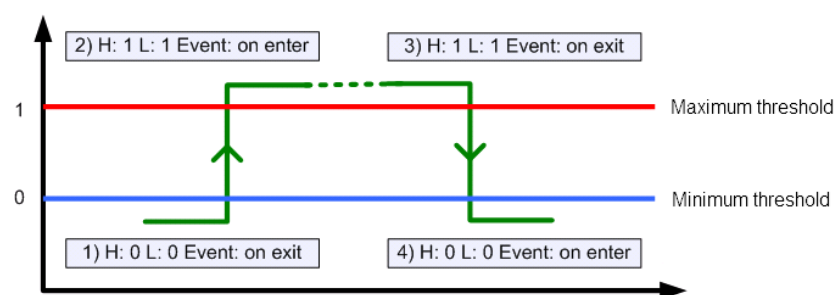 2) H: 1 L: 1 Event: on enter
3) H: 1 L: 1 Event: on exit
1
Maximum threshold
0
Minimum threshold
1) H: 0 L: 0 Event: on exit
4) H: 0 L: 0 Event: on enter